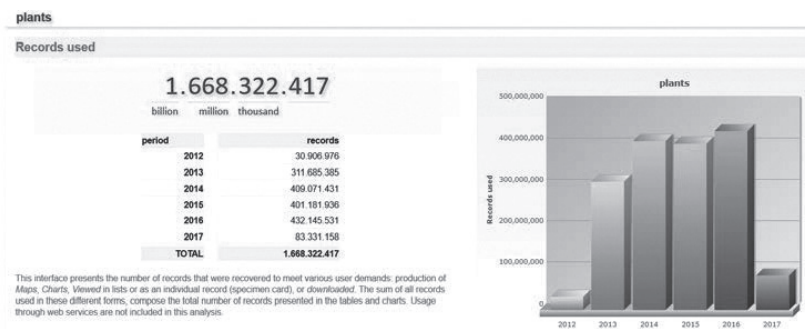 plants
Records used
1.668.322.417
billion million thousand
period records
2012 30.906.976
2013 311.685.385
2014 409.071.431
2015 401.181.936
2016 432.145.531
2017 83.331.158
TOTAL 1.668.322.417
This interface presents the number of records that were recovered to meet various user demands: production of
Maps, Charts, Viewed in lists or as an individual record (specimen card), or downloaded. The sum of all records
used in these different forms, compose the total number of records presented in the tables and charts. Usage
through web services are not included in this analysis.
plants
500,000,000
400,000,000
300,000,000
200,000,000
100,000,000
0
Records used
2012 2013 2014 2015 2016 2017